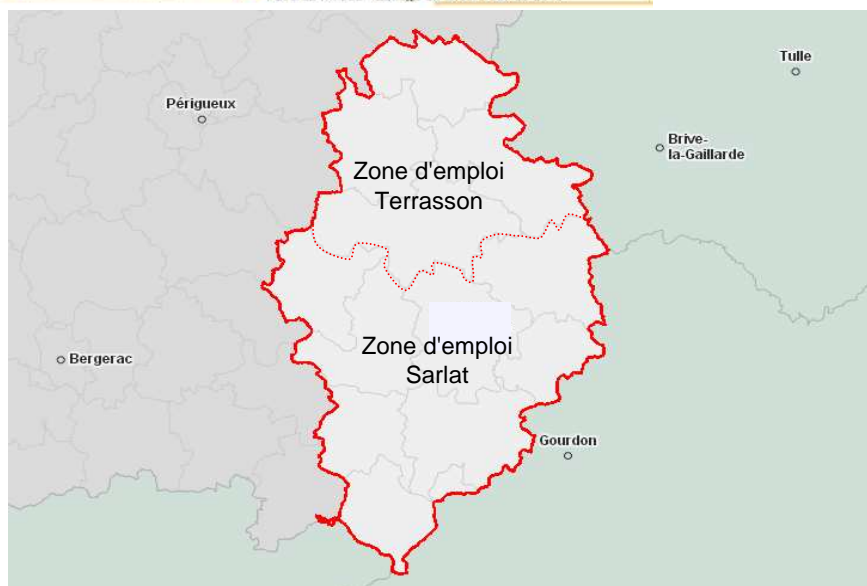 Tulle
Périgueux
Brive-
la-Gaillarde
Zone d'emploi
Terrasson
Zone d'emploi
Sarlat
Bergerac
Gourdon